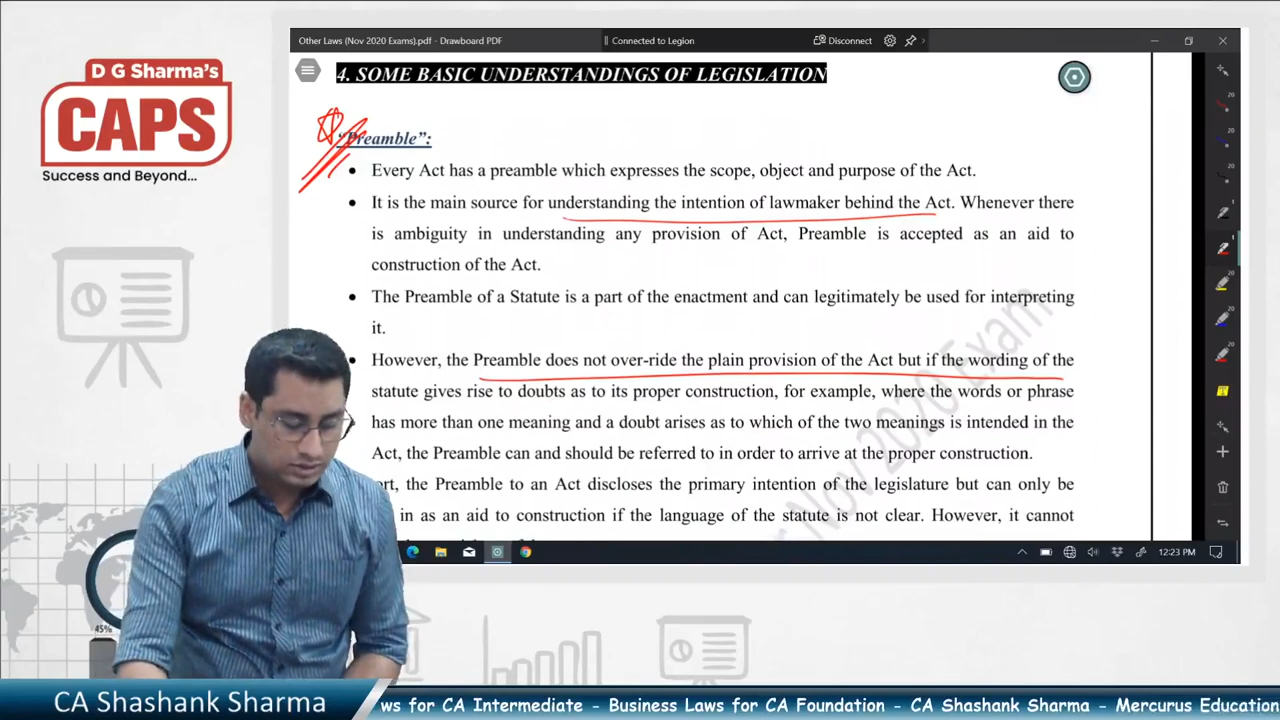 D G Sharma's
CAPS
Success and Beyond...
Other Laws (Nov 2020 Exams).pdf - Drawboard PDF
Connected to Legion
Disconnect
4. SOME BASIC UNDERSTANDINGS OF LEGISLATION
"Preamble":
• Every Act has a preamble which expresses the scope, object and purpose of the Act.
• It is the main source for understanding the intention of lawmaker behind the Act. Whenever there
is ambiguity in understanding any provision of Act, Preamble is accepted as an aid to
construction of the Act.
• The Preamble of a Statute is a part of the enactment and can legitimately be used for interpreting
it.
• However, the Preamble does not over-ride the plain provision of the Act but if the wording of the
statute gives rise to doubts as to its proper construction, for example, where the words or phrase
has more than one meaning and a doubt arises as to which of the two meanings is intended in the
Act, the Preamble can and should be referred to in order to arrive at the proper construction.
the Preamble to an Act discloses the primary intention of the legislature but can only be
in as an aid to construction if the language of the statute is not clear. However, it cannot
Nov 2020 Exam
12:23 PM
45%
CA Shashank Sharma
ws for CA Intermediate - Business Laws for CA Foundation - CA Shashank Sharma - Mercurus Education